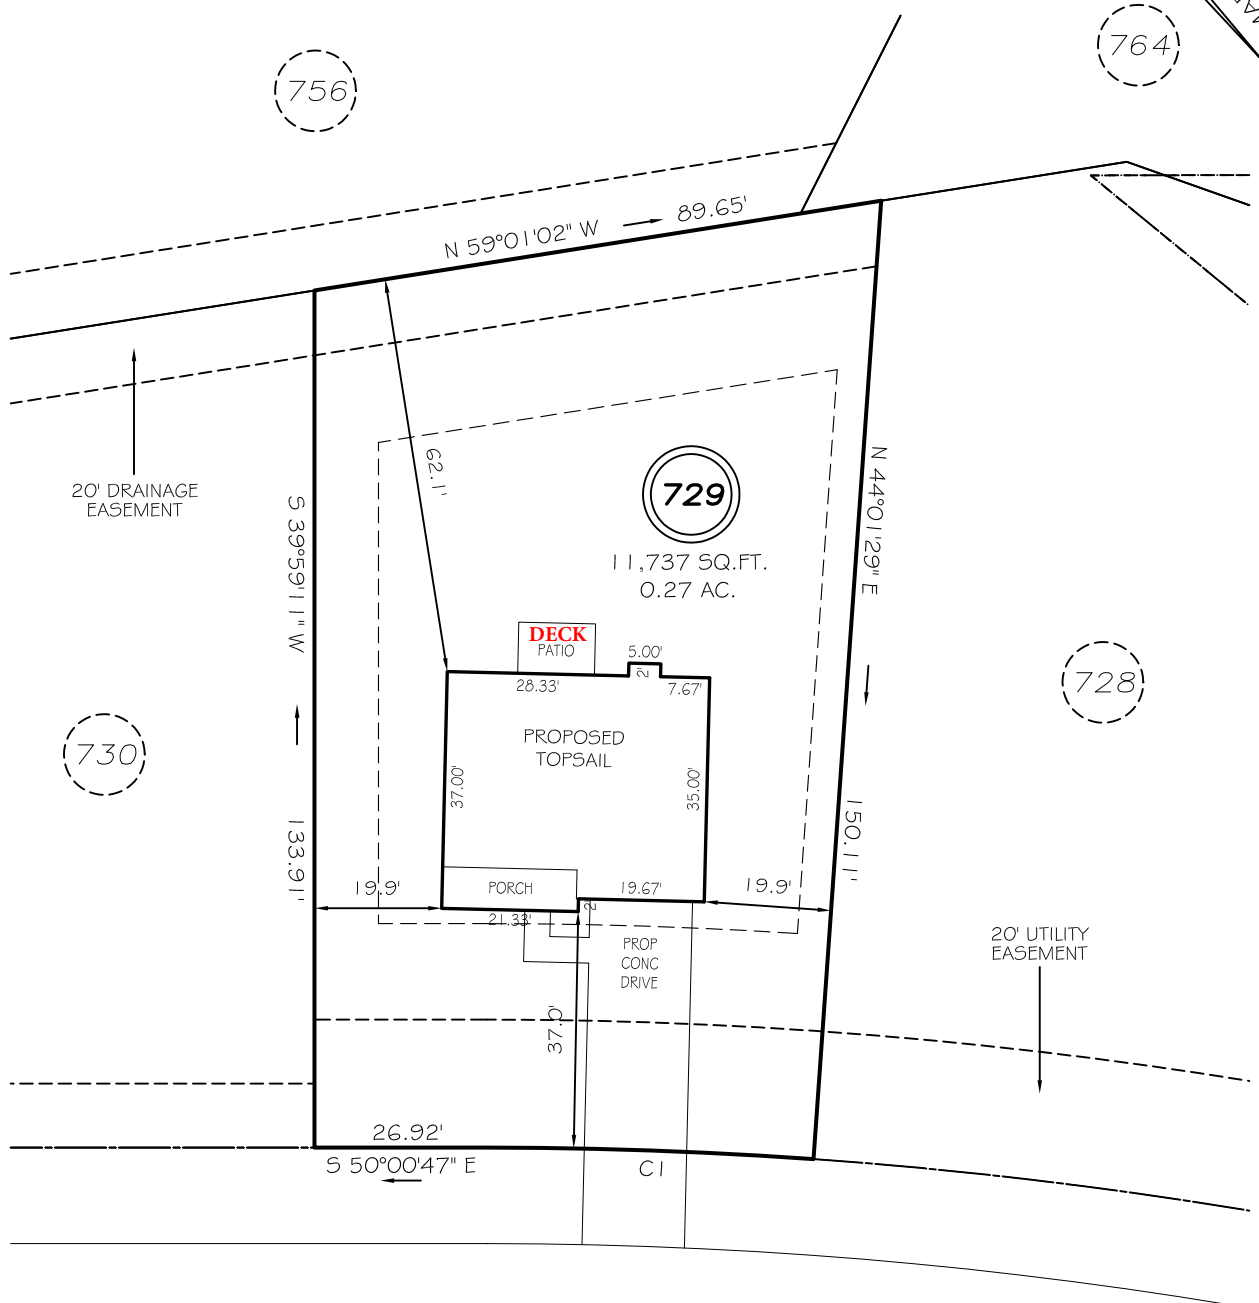 756
764
N 59°01'02" W
89.65'
20' DRAINAGE
EASEMENT
62.1'
729
11,737 SQ.FT.
0.27 AC.
S 39°59'11" W
N 44°01'29" E
DECK
PATIO
5.00'
2'
28.33'
7.67'
728
730
PROPOSED
TOPSAIL
37.00'
35.00'
133.91'
150.11'
19.9'
PORCH
19.67'
19.9'
2'
21.33'
PROP
CONC
DRIVE
20' UTILITY
EASEMENT
37.0'
26.92'
S 50°00'47" E
C1